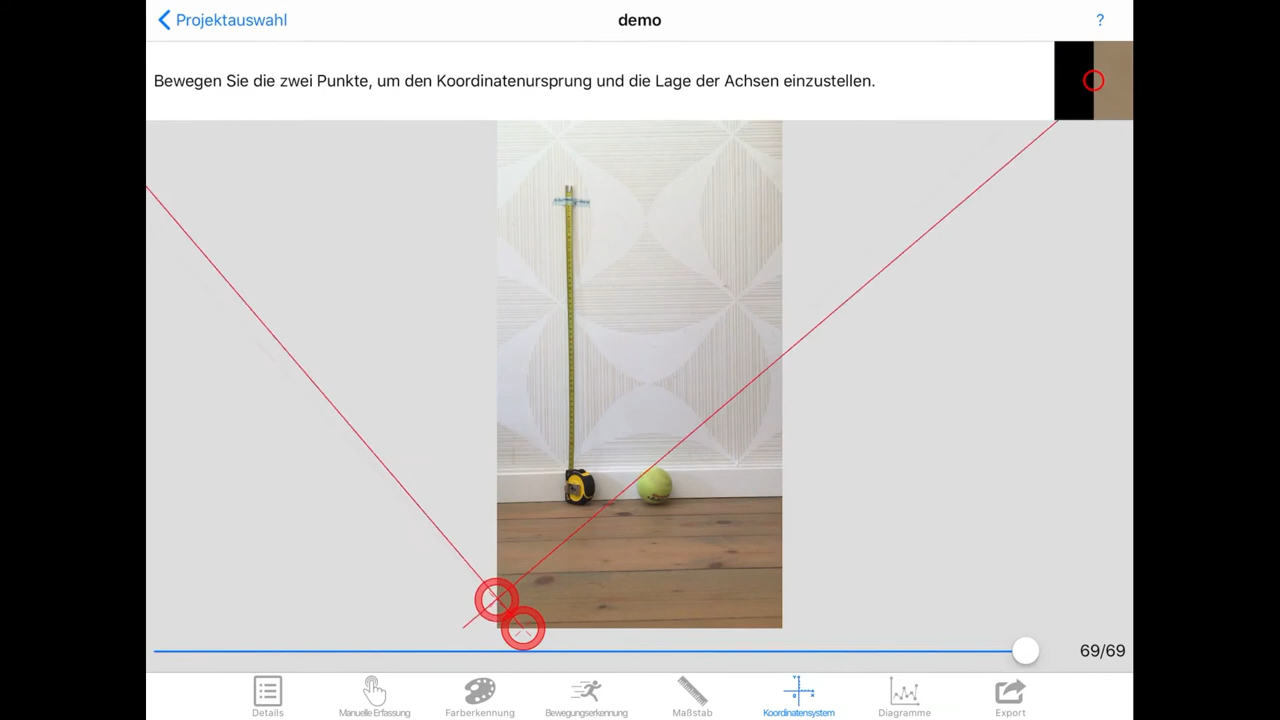 Projektauswahl
demo
?
Bewegen Sie die zwei Punkte, um den Koordinatenursprung und die Lage der Achsen einzustellen.
69/69
Details
Manuelle Erfassung
Farberkennung
Bewegungserkennung
Maßstab
Koordinatensystem
Diagramme
Export